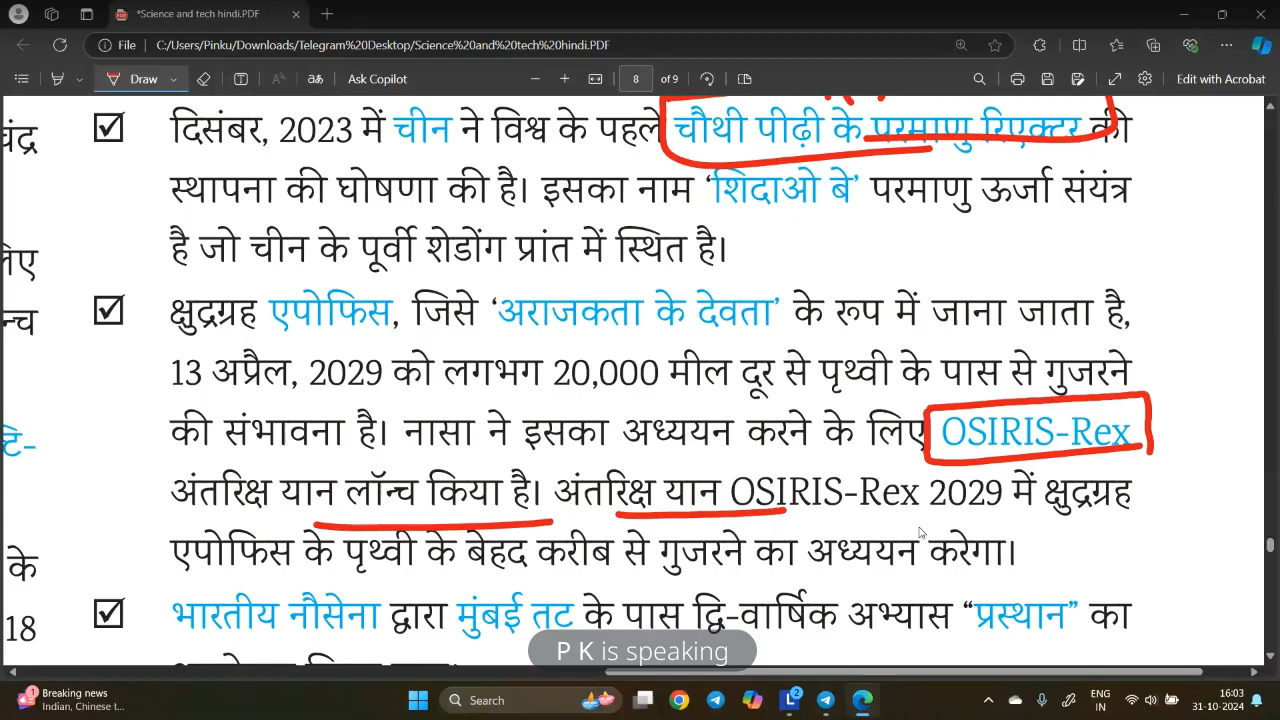 *Science and tech hindi.PDF
File
C:/Users/Pinku/Downloads/Telegram%20Desktop/Science%20and%20tech%20hindi.PDF
Draw
Ask Copilot
8 of 9
Edit with Acrobat
दिसंबर, 2023 में चीन ने विश्व के पहले चौथी पीढ़ी के परमाणु रिएक्टर की
स्थापना की घोषणा की है। इसका नाम ‘शिदाओ बे’ परमाणु ऊर्जा संयंत्र
है जो चीन के पूर्वी शेडोंग प्रांत में स्थित है।
क्षुद्रग्रह एपोफिस, जिसे ‘अराजकता के देवता’ के रूप में जाना जाता है,
13 अप्रैल, 2029 को लगभग 20,000 मील दूर से पृथ्वी के पास से गुजरने
की संभावना है। नासा ने इसका अध्ययन करने के लिए OSIRIS-Rex
अंतरिक्ष यान लॉन्च किया है। अंतरिक्ष यान OSIRIS-Rex 2029 में क्षुद्रग्रह
एपोफिस के पृथ्वी के बेहद करीब से गुजरने का अध्ययन करेगा।
के
18
भारतीय नौसेना द्वारा मुंबई तट के पास द्वि-वार्षिक अभ्यास “प्रस्थान” का
P K is speaking
Breaking news
Indian, Chinese t...
Search
2
ENG
IN
16:03
31-10-2024